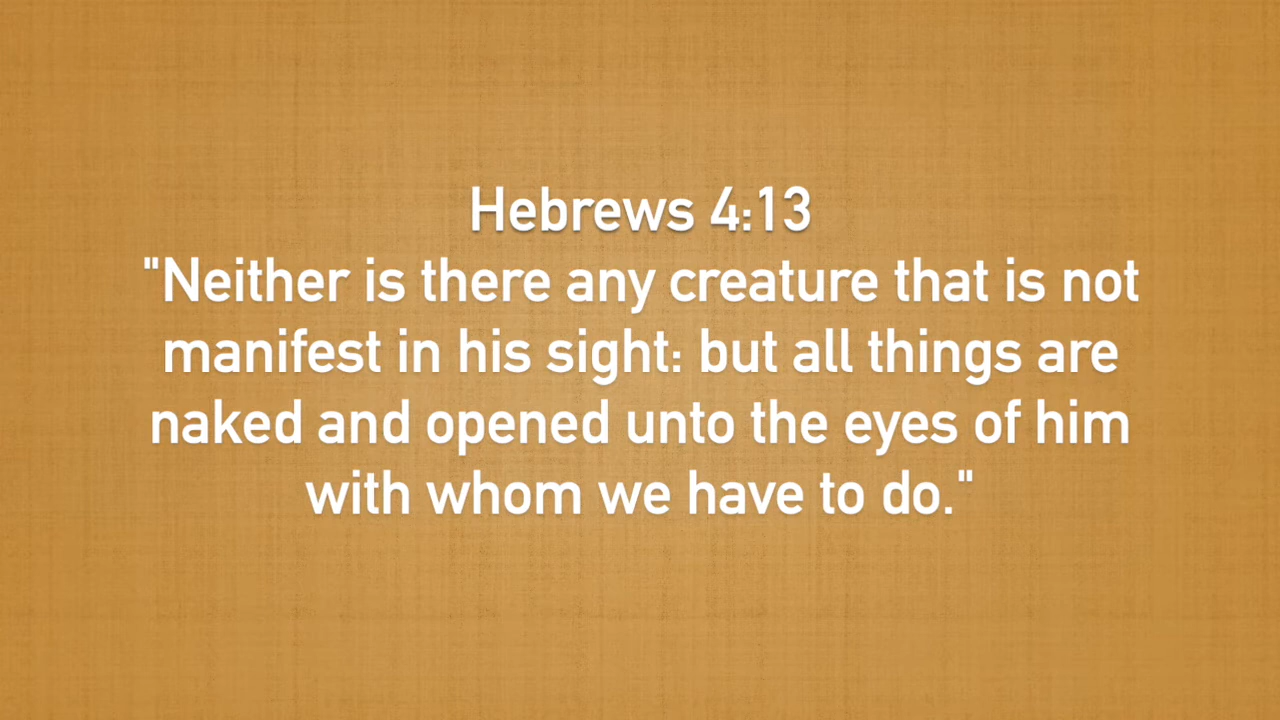 Hebrews 4:13
"Neither is there any creature that is not
manifest in his sight: but all things are
naked and opened unto the eyes of him
with whom we have to do."